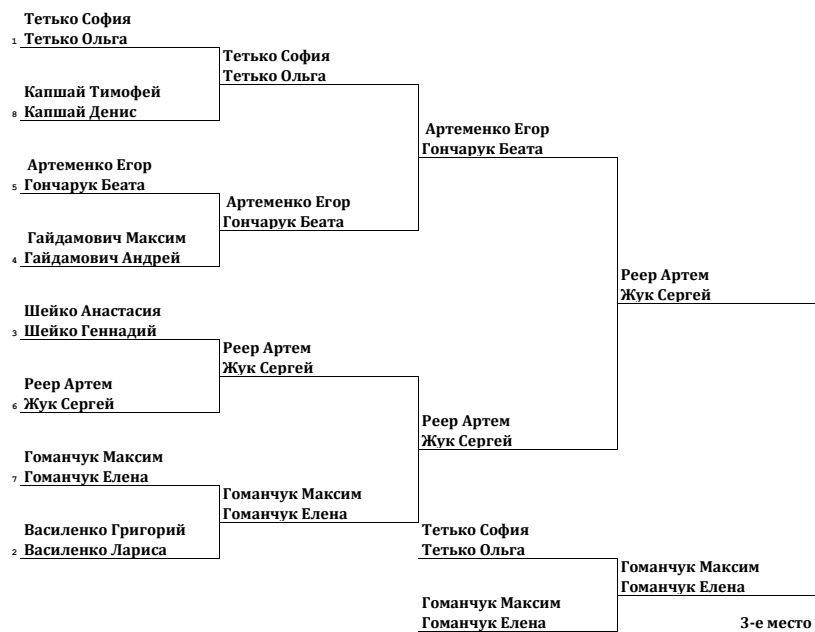 Тетько София
1 Тетько Ольга
Тетько София
Тетько Ольга
Капшай Тимофей
8 Капшай Денис
Артеменко Егор
Гончарук Беата
Артеменко Егор
5 Гончарук Беата
Артеменко Егор
Гончарук Беата
Гайдамович Максим
4 Гайдамович Андрей
Реер Артем
Жук Сергей
Шейко Анастасия
3 Шейко Геннадий
Реер Артем
Жук Сергей
Реер Артем
6 Жук Сергей
Реер Артем
Жук Сергей
Гоманчук Максим
7 Гоманчук Елена
Гоманчук Максим
Гоманчук Елена
Василенко Григорий
2 Василенко Лариса
Тетько София
Тетько Ольга
Гоманчук Максим
Гоманчук Елена
Гоманчук Максим
Гоманчук Елена
3-е место